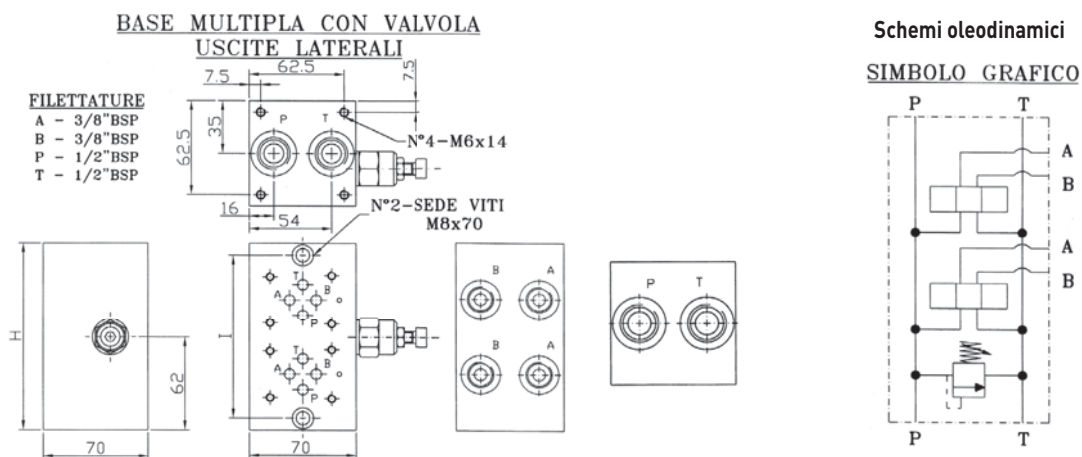 BASE MULTIPLA CON VALVOLA
USCITE LATERALI
62.5
7.5
7.5
FILETTATURE
A - 3/8"BSP
B - 3/8"BSP
P - 1/2"BSP
T - 1/2"BSP
62.5
35
P
T
N°4-M6x14
16
54
N°2-SEDE VITI
M8x70
H
62
70
I
T
A
B
P
T
A
B
P
70
B
A
B
A
P
T
Schemi oleodinamici
SIMBOLO GRAFICO
P
T
A
B
A
B
P
T